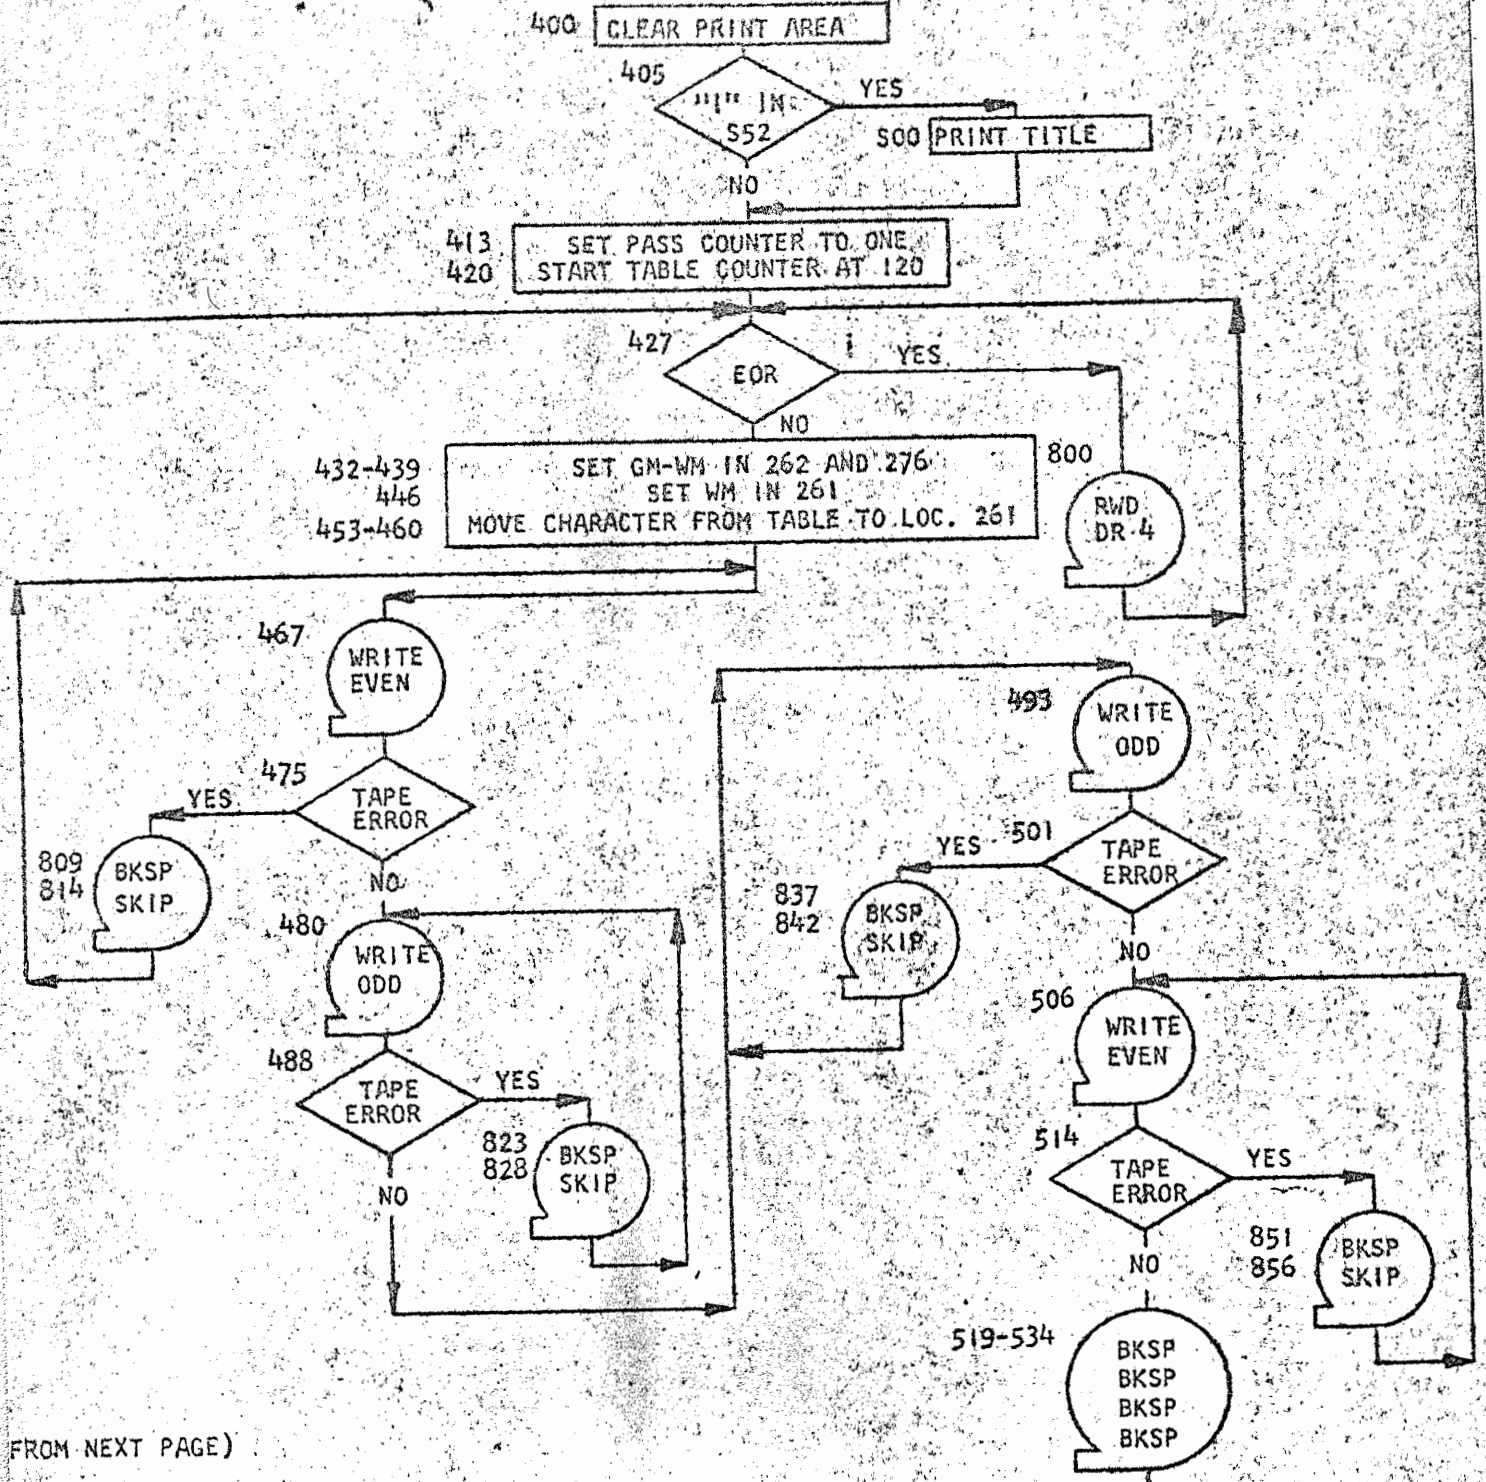 400 CLEAR PRINT AREA
405
"1" IN
S52
YES
500 PRINT TITLE
NO
413 SET PASS COUNTER TO ONE
420 START TABLE COUNTER AT 120
427
EOR
YES
NO
432-439 SET GM-WM IN 262 AND 276
446 SET WM IN 261
453-460 MOVE CHARACTER FROM TABLE TO LOC. 261
800
RWD
DR 4
467
WRITE
EVEN
475
TAPE
ERROR
YES
809
814
BKSP
SKIP
NO
480
WRITE
ODD
488
TAPE
ERROR
YES
823
828
BKSP
SKIP
NO
493
WRITE
ODD
501
TAPE
ERROR
YES
837
842
BKSP
SKIP
NO
506
WRITE
EVEN
514
TAPE
ERROR
YES
851
856
BKSP
SKIP
NO
519-534
BKSP
BKSP
BKSP
BKSP
FROM NEXT PAGE)